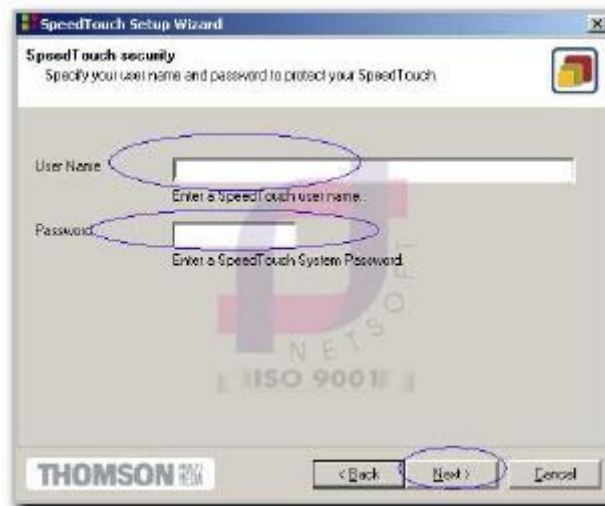 SpeedTouch Setup Wizard
SpeedTouch security
Specify your user name and password to protect your SpeedTouch.
User Name
Enter a SpeedTouch user name.
Password
Enter a SpeedTouch System Password.
NETSOFT
ISO 9001
THOMSON
< Back
Next >
Cancel